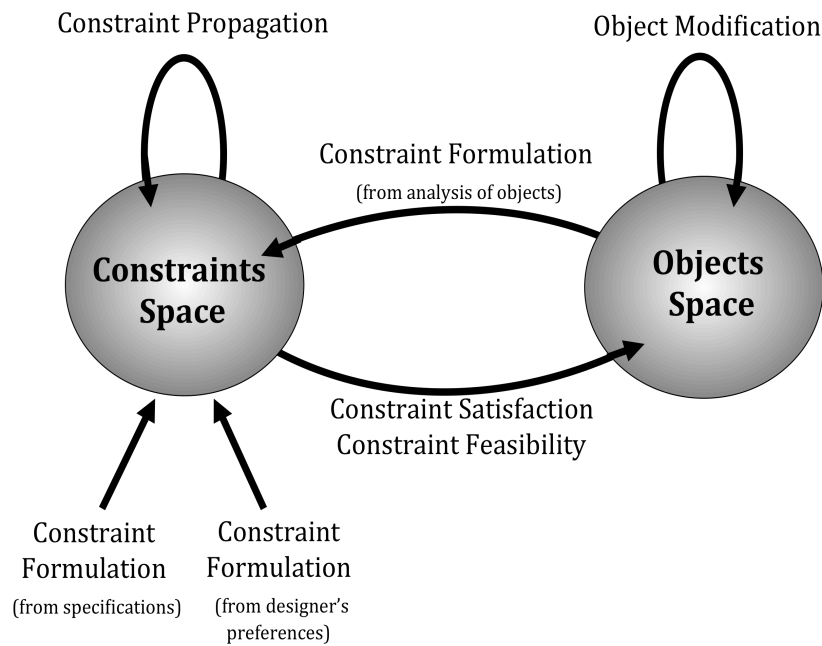 Constraint Propagation
Object Modification
Constraint Formulation
(from analysis of objects)
Constraints
Space
Objects
Space
Constraint Satisfaction
Constraint Feasibility
Constraint
Formulation
(from specifications)
Constraint
Formulation
(from designer’s
preferences)